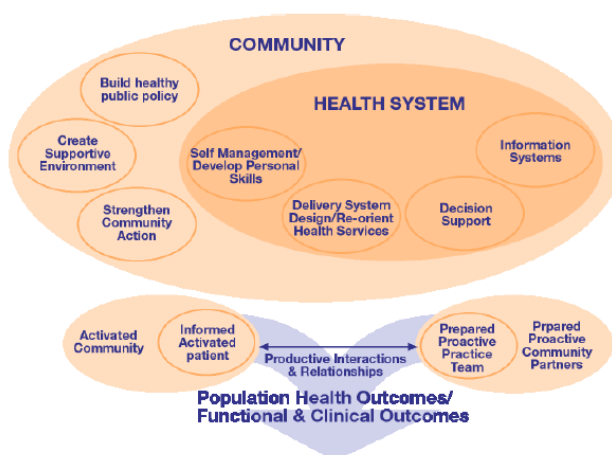 COMMUNITY
Build healthy
public policy
HEALTH SYSTEM
Create
Supportive
Environment
Self Management/
Develop Personal
Skills
Information
Systems
Strengthen
Community
Action
Delivery System
Design/Re-orient
Health Services
Decision
Support
Activated
Community
Informed
Activated
patient
Productive Interactions
& Relationships
Prepared
Proactive
Practice
Team
Prpared
Proactive
Community
Partners
Population Health Outcomes/
Functional & Clinical Outcomes